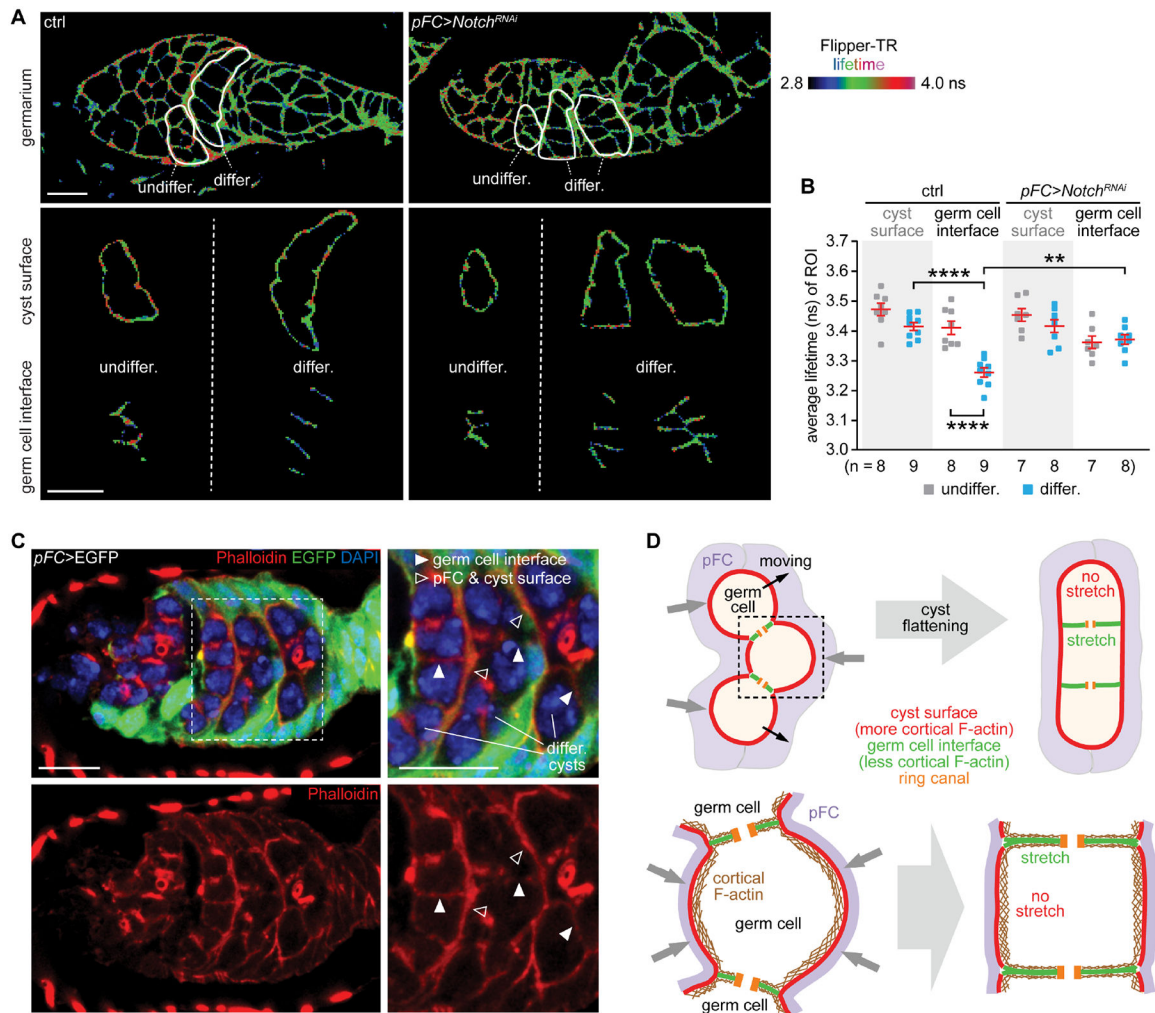 A
ctrl
pFC>Notch^RNAi
Flipper-TR
lifetime
2.8
4.0 ns
germarium
undiffer.
differ.
undiffer.
differ.
cyst surface
undiffer.
differ.
undiffer.
differ.
germ cell interface
B
ctrl
pFC>Notch^RNAi
cyst surface
germ cell interface
cyst surface
germ cell interface
average lifetime (ns) of ROI
3.7
3.6
3.5
3.4
3.3
3.2
3.1
3.0
****
**
****
(n = 8 9 8 9 7 8 7 8)
undiffer.
differ.
C
pFC>EGFP
Phalloidin EGFP DAPI
germ cell interface
pFC & cyst surface
differ.
cysts
Phalloidin
D
pFC
moving
germ
cell
cyst
flattening
no
stretch
stretch
cyst surface
(more cortical F-actin)
germ cell interface
(less cortical F-actin)
ring canal
germ cell
pFC
cortical
F-actin
germ cell
germ cell
stretch
no
stretch